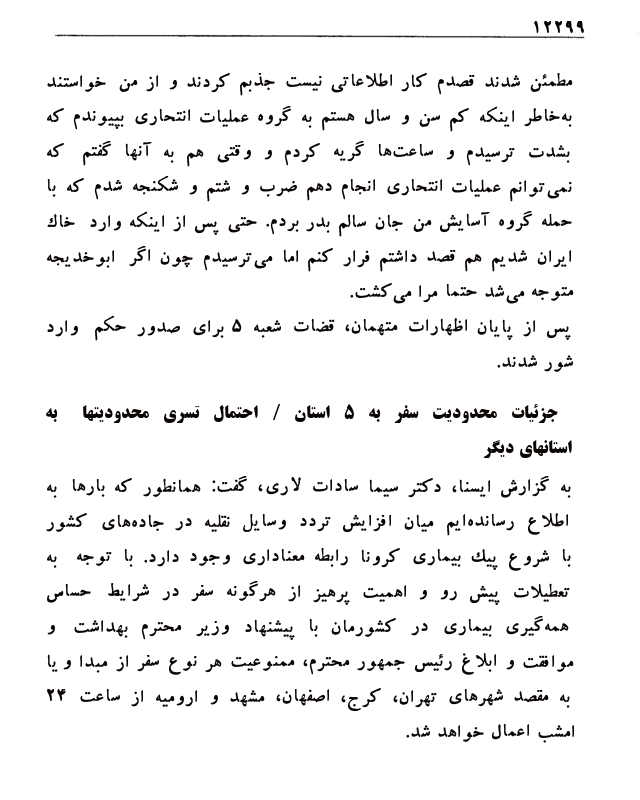 ۱۲۲۹۹
مطمئن شدند قصدم کار اطلاعاتی نیست جذبم کردند و از من خواستند
به‌خاطر اینکه کم سن و سال هستم به گروه عملیات انتحاری بپیوندم که
بشدت ترسیدم و ساعت‌ها گریه کردم و وقتی هم به آنها گفتم که
نمی‌توانم عملیات انتحاری انجام دهم ضرب و شتم و شکنجه شدم که با
حمله گروه آسایش من جان سالم بدر بردم. حتی پس از اینکه وارد خاك
ایران شدیم هم قصد داشتم فرار کنم اما می‌ترسیدم چون اگر ابوخدیجه
متوجه می‌شد حتما مرا می‌کشت.
پس از پایان اظهارات متهمان، قضات شعبه ۵ برای صدور حکم وارد
شور شدند.
جزئیات محدودیت سفر به ۵ استان / احتمال تسری محدودیتها به
استانهای دیگر
به گزارش ایسنا، دکتر سیما سادات لاری، گفت: همانطور که بارها به
اطلاع رسانده‌ایم میان افزایش تردد وسایل نقلیه در جاده‌های کشور
با شروع پیك بیماری کرونا رابطه معناداری وجود دارد. با توجه به
تعطیلات پیش رو و اهمیت پرهیز از هرگونه سفر در شرایط حساس
همه‌گیری بیماری در کشورمان با پیشنهاد وزیر محترم بهداشت و
موافقت و ابلاغ رئیس جمهور محترم، ممنوعیت هر نوع سفر از مبدا و یا
به مقصد شهرهای تهران، کرج، اصفهان، مشهد و ارومیه از ساعت ۲۴
امشب اعمال خواهد شد.